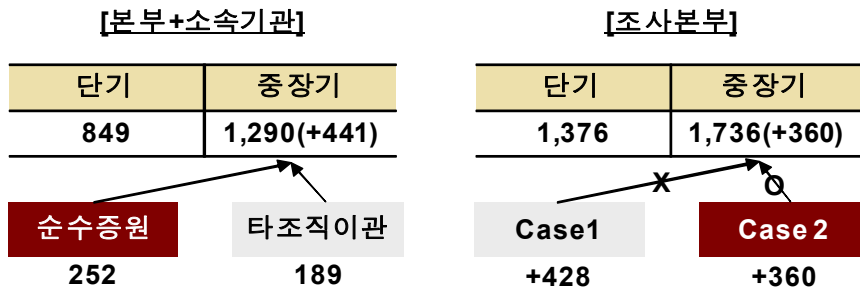 [본부+소속기관]
단기 중장기
849 1,290(+441)
순수증원 타조직이관
252 189
[조사본부]
단기 중장기
1,376 1,736(+360)
X O
Case1 Case 2
+428 +360